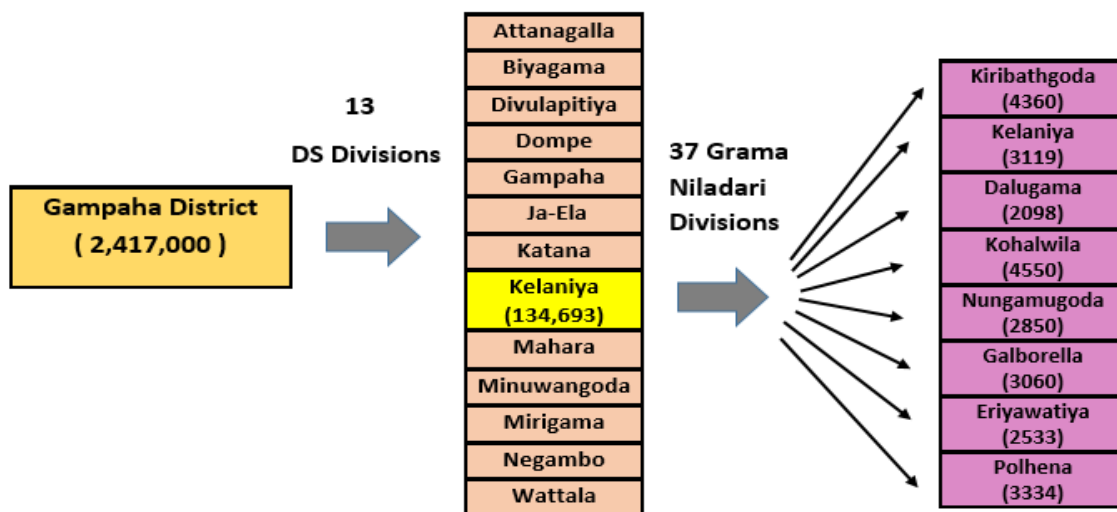 Gampaha District
( 2,417,000 )
13
DS Divisions
Attanagalla
Biyagama
Divulapitiya
Dompe
Gampaha
Ja-Ela
Katana
Kelaniya
(134,693)
Mahara
Minuwangoda
Mirigama
Negambo
Wattala
37 Grama
Niladari
Divisions
Kiribathgoda
(4360)
Kelaniya
(3119)
Dalugama
(2098)
Kohalwila
(4550)
Nungamugoda
(2850)
Galborella
(3060)
Eriyawatiya
(2533)
Polhena
(3334)